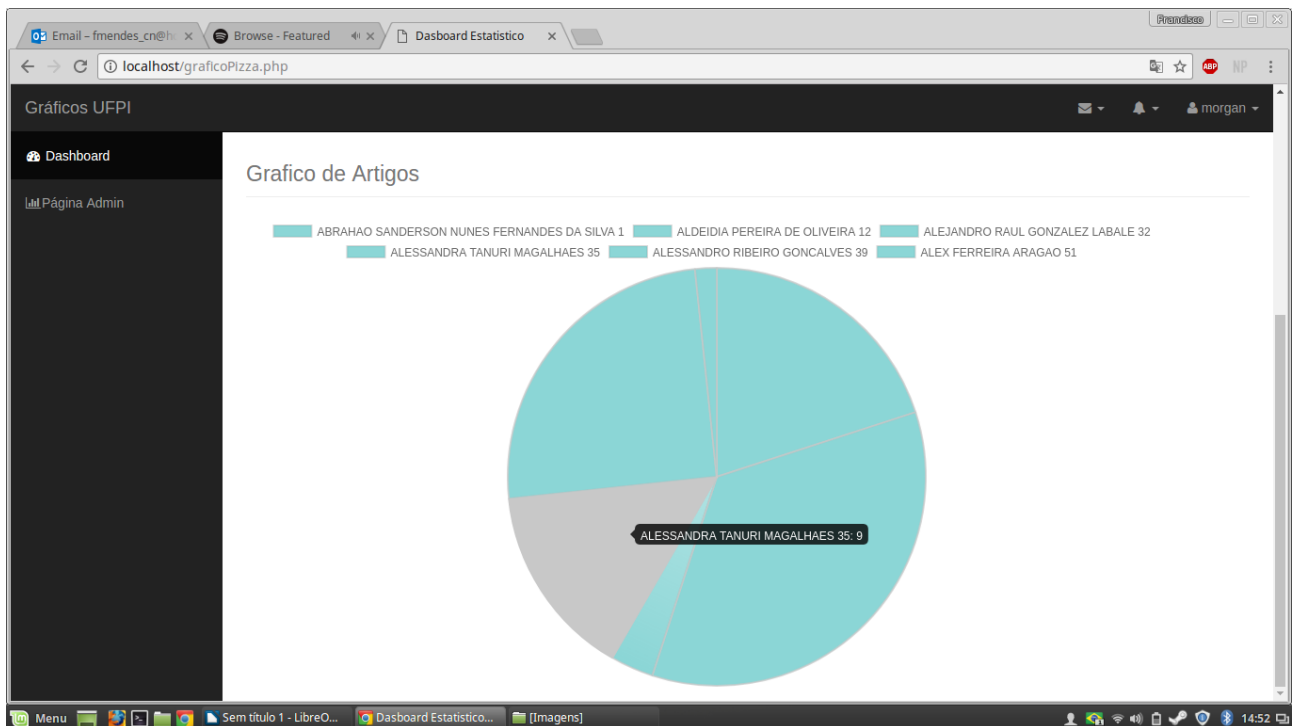 Francisco
Email – fmendes_cn@h
Browse - Featured
Dasboard Estatistico
localhost/graficoPizza.php
ABP
NP
Gráficos UFPI
morgan
Dashboard
Página Admin
Grafico de Artigos
ABRAHAO SANDERSON NUNES FERNANDES DA SILVA 1 ALDEIDIA PEREIRA DE OLIVEIRA 12 ALEJANDRO RAUL GONZALEZ LABALE 32
ALESSANDRA TANURI MAGALHAES 35 ALESSANDRO RIBEIRO GONCALVES 39 ALEX FERREIRA ARAGAO 51
ALESSANDRA TANURI MAGALHAES 35: 9
Menu Sem título 1 - LibreO... Dasboard Estatistico... [Imagens] 14:52